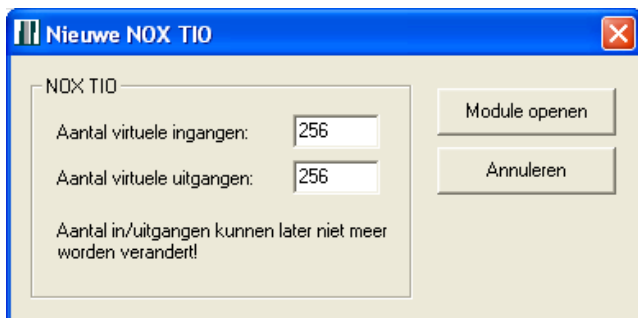 Nieuwe NOX TIO
NOX TIO
Aantal virtuele ingangen: 256
Aantal virtuele uitgangen: 256
Aantal in/uitgangen kunnen later niet meer
worden verandert!
Module openen
Annuleren